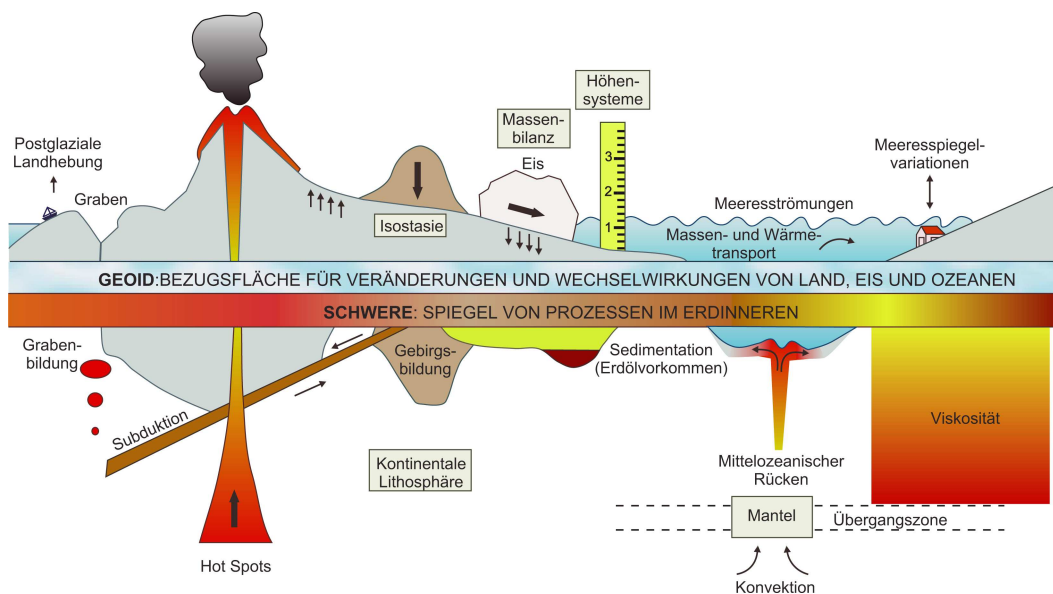 Höhen-
systeme
Massen-
bilanz
Eis
Postglaziale
Landhebung
Graben
3
2
1
Isostasie
Meeresspiegel-
variationen
Meeresströmungen
Massen- und Wärme-
transport
GEOID:BEZUGSFLÄCHE FÜR VERÄNDERUNGEN UND WECHSELWIRKUNGEN VON LAND, EIS UND OZEANEN
SCHWERE: SPIEGEL VON PROZESSEN IM ERDINNEREN
Graben-
bildung
Subduktion
Gebirgs-
bildung
Sedimentation
(Erdölvorkommen)
Viskosität
Kontinentale
Lithosphäre
Mittelozeanischer
Rücken
Mantel
Übergangszone
Hot Spots
Konvektion